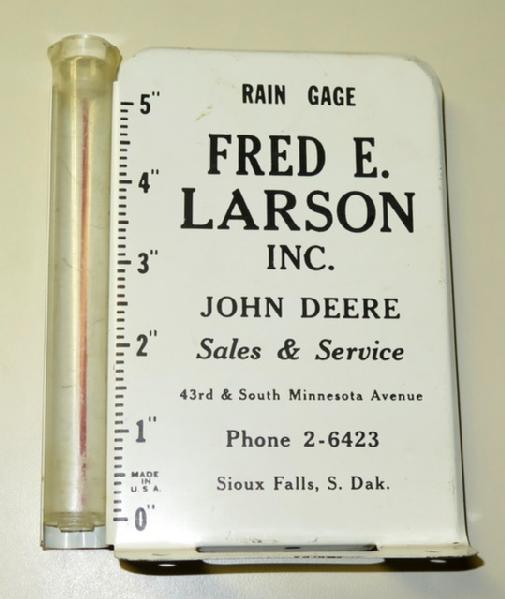 RAIN GAGE
FRED E.
LARSON
INC.
JOHN DEERE
Sales & Service
43rd & South Minnesota Avenue
Phone 2-6423
Sioux Falls, S. Dak.
5"
4"
3"
2"
1"
0"
MADE
IN
U.S.A.